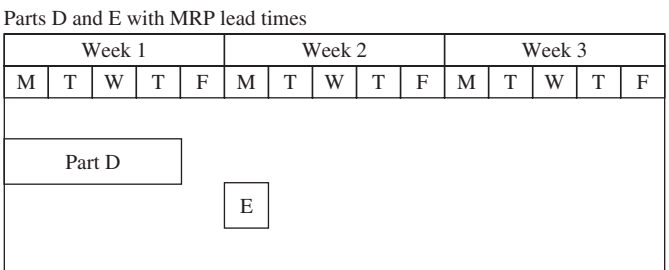 Parts D and E with MRP lead times
Week 1 Week 2 Week 3
M T W T F M T W T F M T W T F
Part D
E